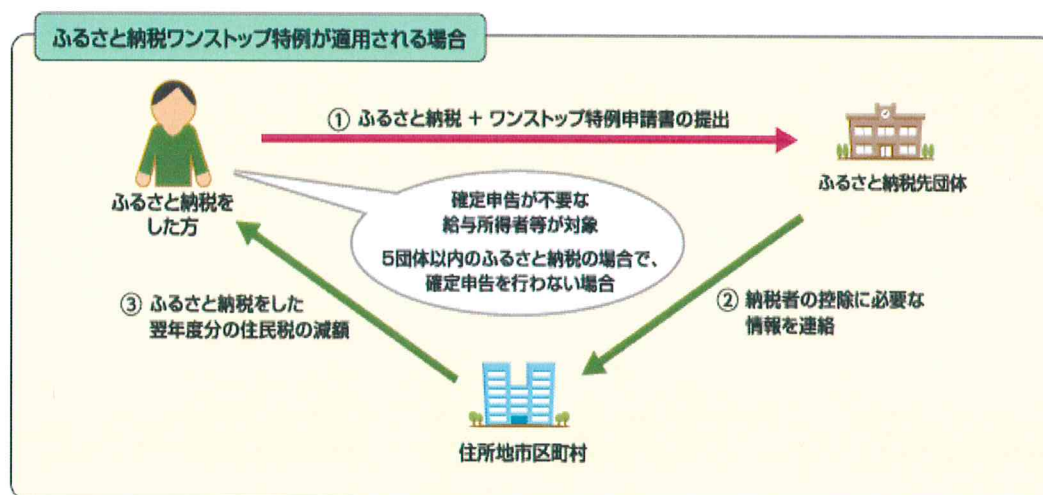 ふるさと納税ワンストップ特例が適用される場合
① ふるさと納税 + ワンストップ特例申請書の提出
ふるさと納税を
した方
ふるさと納税先団体
確定申告が不要な
給与所得者等が対象
5団体以内のふるさと納税の場合で、
確定申告を行わない場合
② 納税者の控除に必要な
情報を連絡
③ ふるさと納税をした
翌年度分の住民税の減額
住所地市区町村